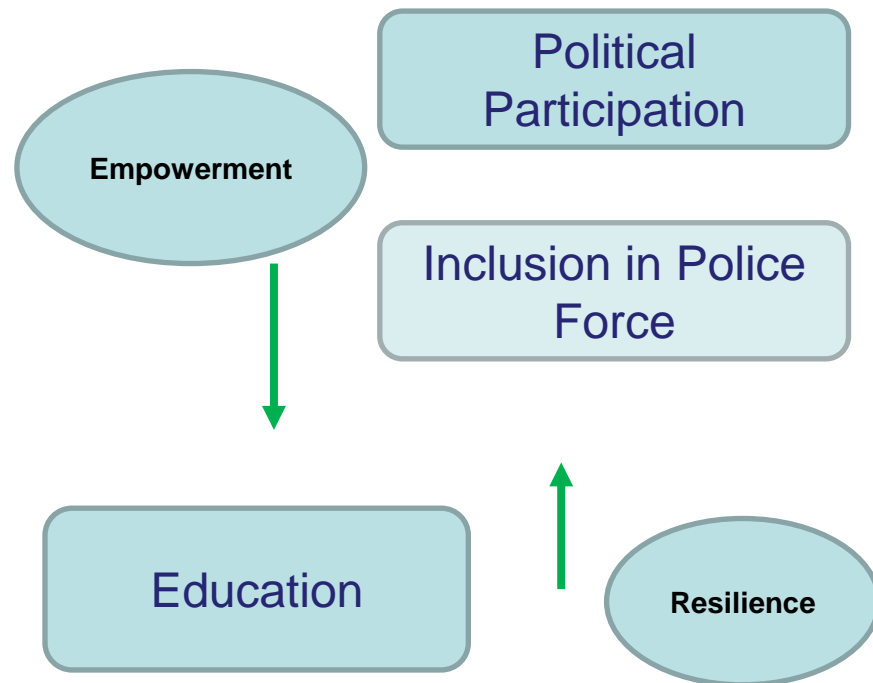 Political
Participation
Empowerment
Inclusion in Police
Force
Education
Resilience